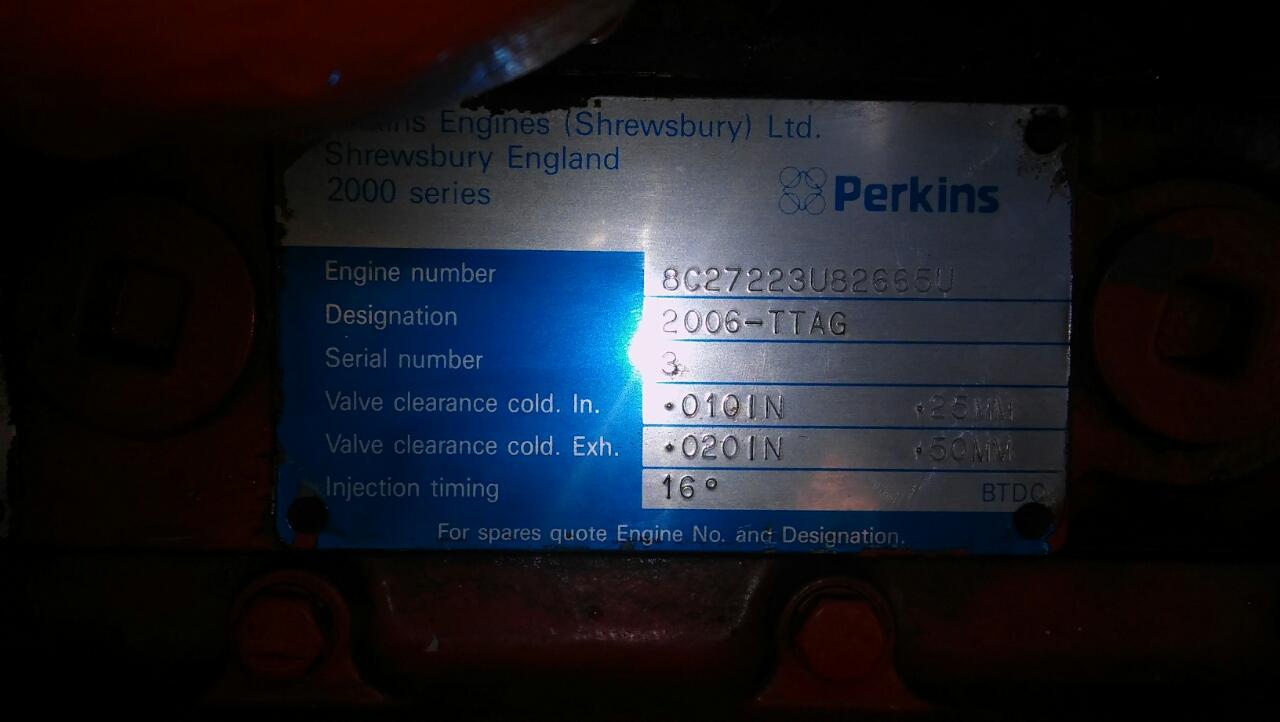 Engines (Shrewsbury) Ltd.
Shrewsbury England
2000 series
Perkins
Engine number 8C27223U82665U
Designation 2006-TTAG
Serial number 3
Valve clearance cold. In. .010IN .25MM
Valve clearance cold. Exh. .020IN .50MM
Injection timing 16° BTDC
For spares quote Engine No. and Designation.